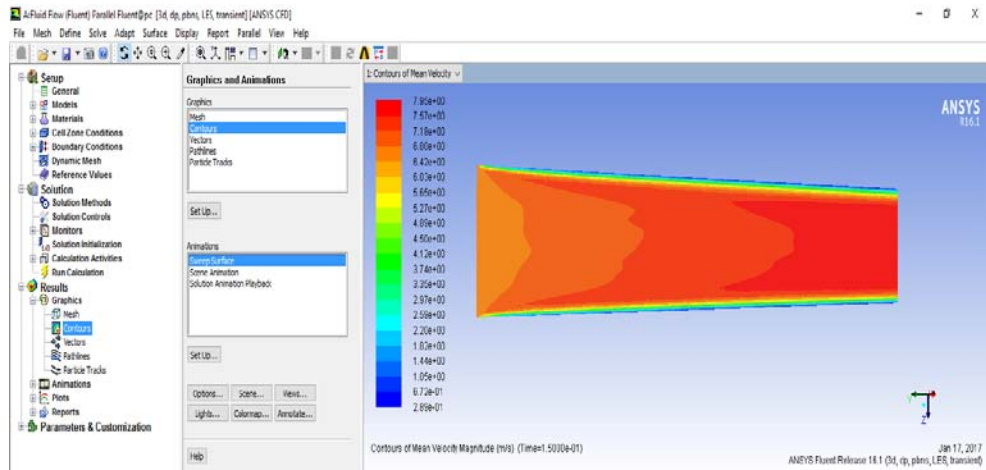 A:Fluid Flow (Fluent) Parallel Fluent@pc [3d, dp, pbns, LES, transient] [ANSYS CFD]
File Mesh Define Solve Adapt Surface Display Report Parallel View Help
Setup
General
Models
Materials
Cell Zone Conditions
Boundary Conditions
Dynamic Mesh
Reference Values
Solution
Solution Methods
Solution Controls
Monitors
Solution Initialization
Calculation Activities
Run Calculation
Results
Graphics
Mesh
Contours
Vectors
Pathlines
Particle Tracks
Animations
Plots
Reports
Parameters & Customization
Graphics and Animations
Graphics
Mesh
Contours
Vectors
Pathlines
Particle Tracks
Set Up...
Animations
Sweep Surface
Scene Animation
Solution Animation Playback
Set Up...
Options... Scene... Views...
Lights... Colormap... Annotate...
Help
1: Contours of Mean Velocity
7.95e+00
7.57e+00
7.18e+00
6.80e+00
6.42e+00
6.03e+00
5.65e+00
5.27e+00
4.89e+00
4.50e+00
4.12e+00
3.74e+00
3.35e+00
2.97e+00
2.59e+00
2.20e+00
1.82e+00
1.44e+00
1.05e+00
6.72e-01
2.89e-01
ANSYS
R16.1
Y
Z
Contours of Mean Velocity Magnitude (m/s) (Time=1.5000e-01)
Jan 17, 2017
ANSYS Fluent Release 16.1 (3d, dp, pbns, LES, transient)